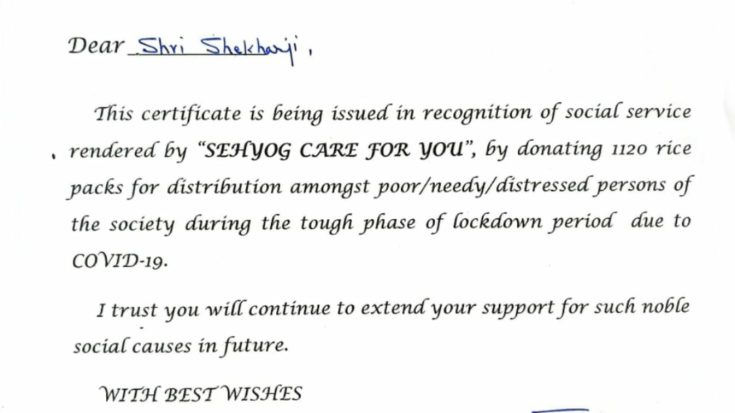 Dear Shri Shekharji,
This certificate is being issued in recognition of social service
rendered by "SEHYOG CARE FOR YOU", by donating 1120 rice
packs for distribution amongst poor/needy/distressed persons of
the society during the tough phase of lockdown period due to
COVID-19.
I trust you will continue to extend your support for such noble
social causes in future.
WITH BEST WISHES